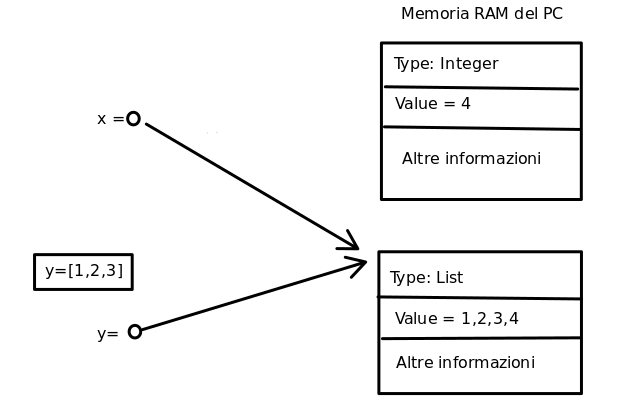 Memoria RAM del PC
Type: Integer
Value = 4
Altre informazioni
x =
y=[1,2,3]
y=
Type: List
Value = 1,2,3,4
Altre informazioni